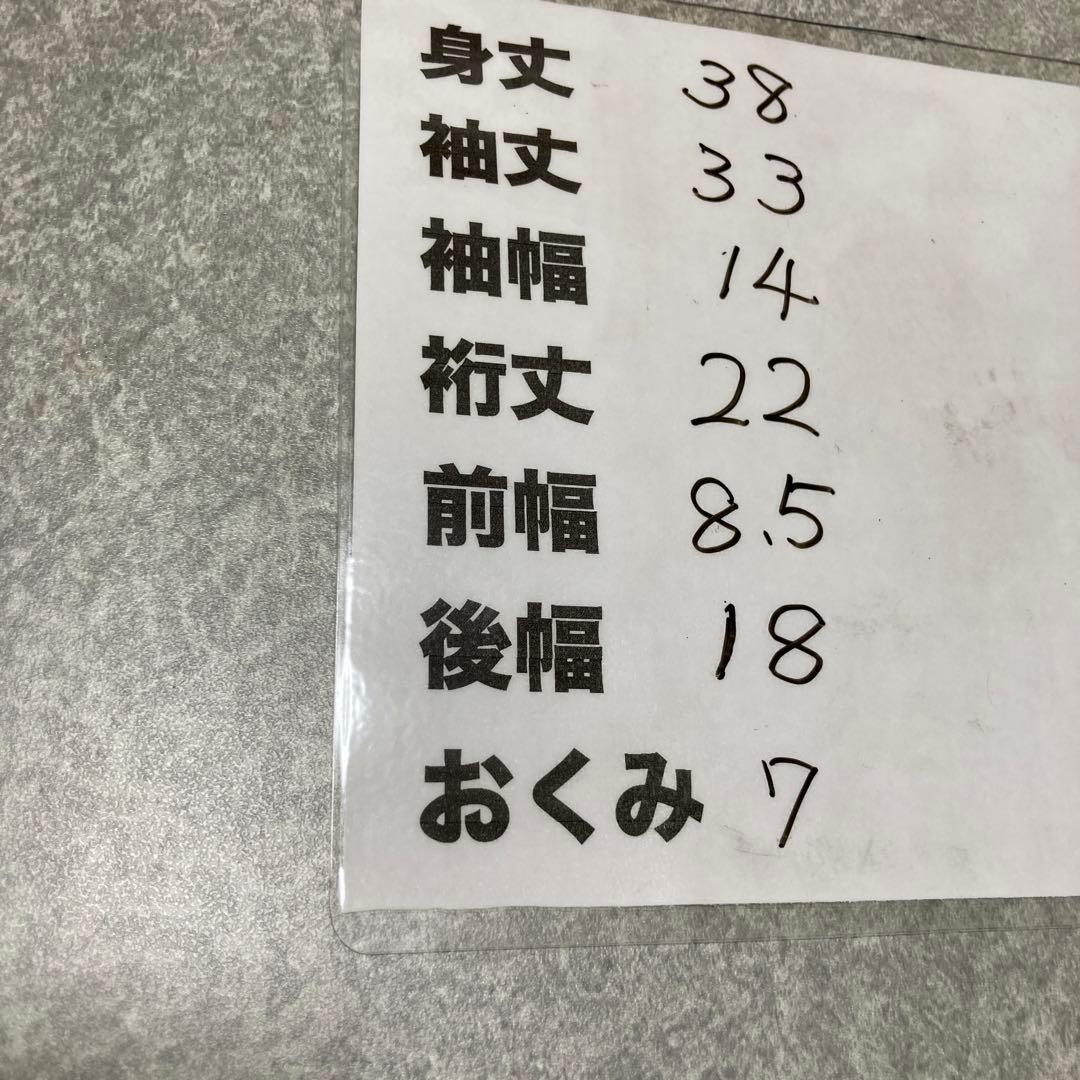 身丈 38
袖丈 33
袖幅 14
裄丈 22
前幅 8.5
後幅 18
おくみ 7